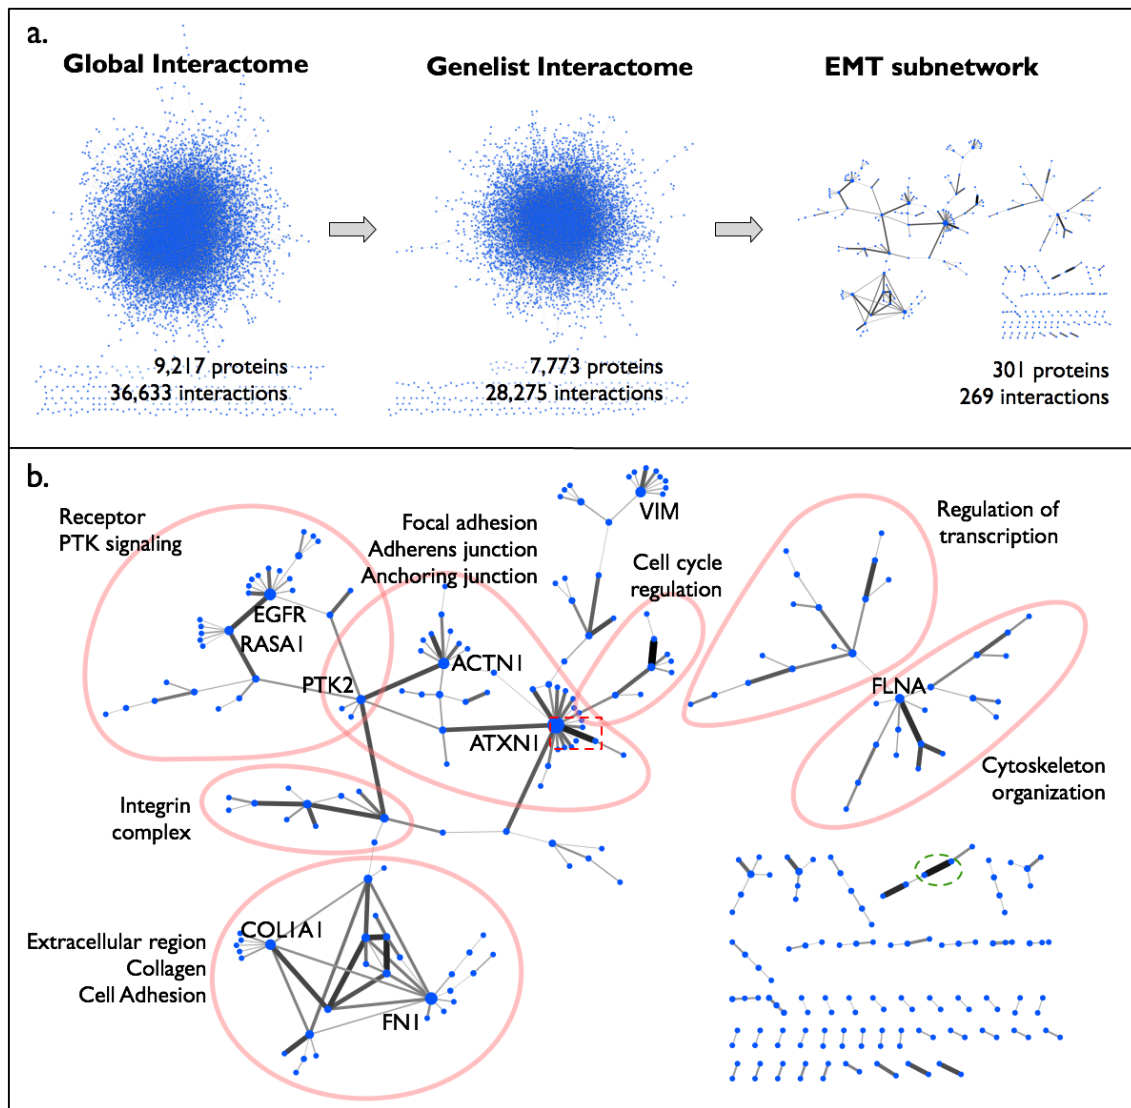 a.
Global Interactome
Genelist Interactome
EMT subnetwork
9,217 proteins
36,633 interactions
7,773 proteins
28,275 interactions
301 proteins
269 interactions
b.
Receptor
PTK signaling
Focal adhesion
Adherens junction
Anchoring junction
VIM
Cell cycle
regulation
Regulation of
transcription
EGFR
RASA1
ACTN1
PTK2
ATXN1
FLNA
Cytoskeleton
organization
Integrin
complex
COL1A1
Extracellular region
Collagen
Cell Adhesion
FN1